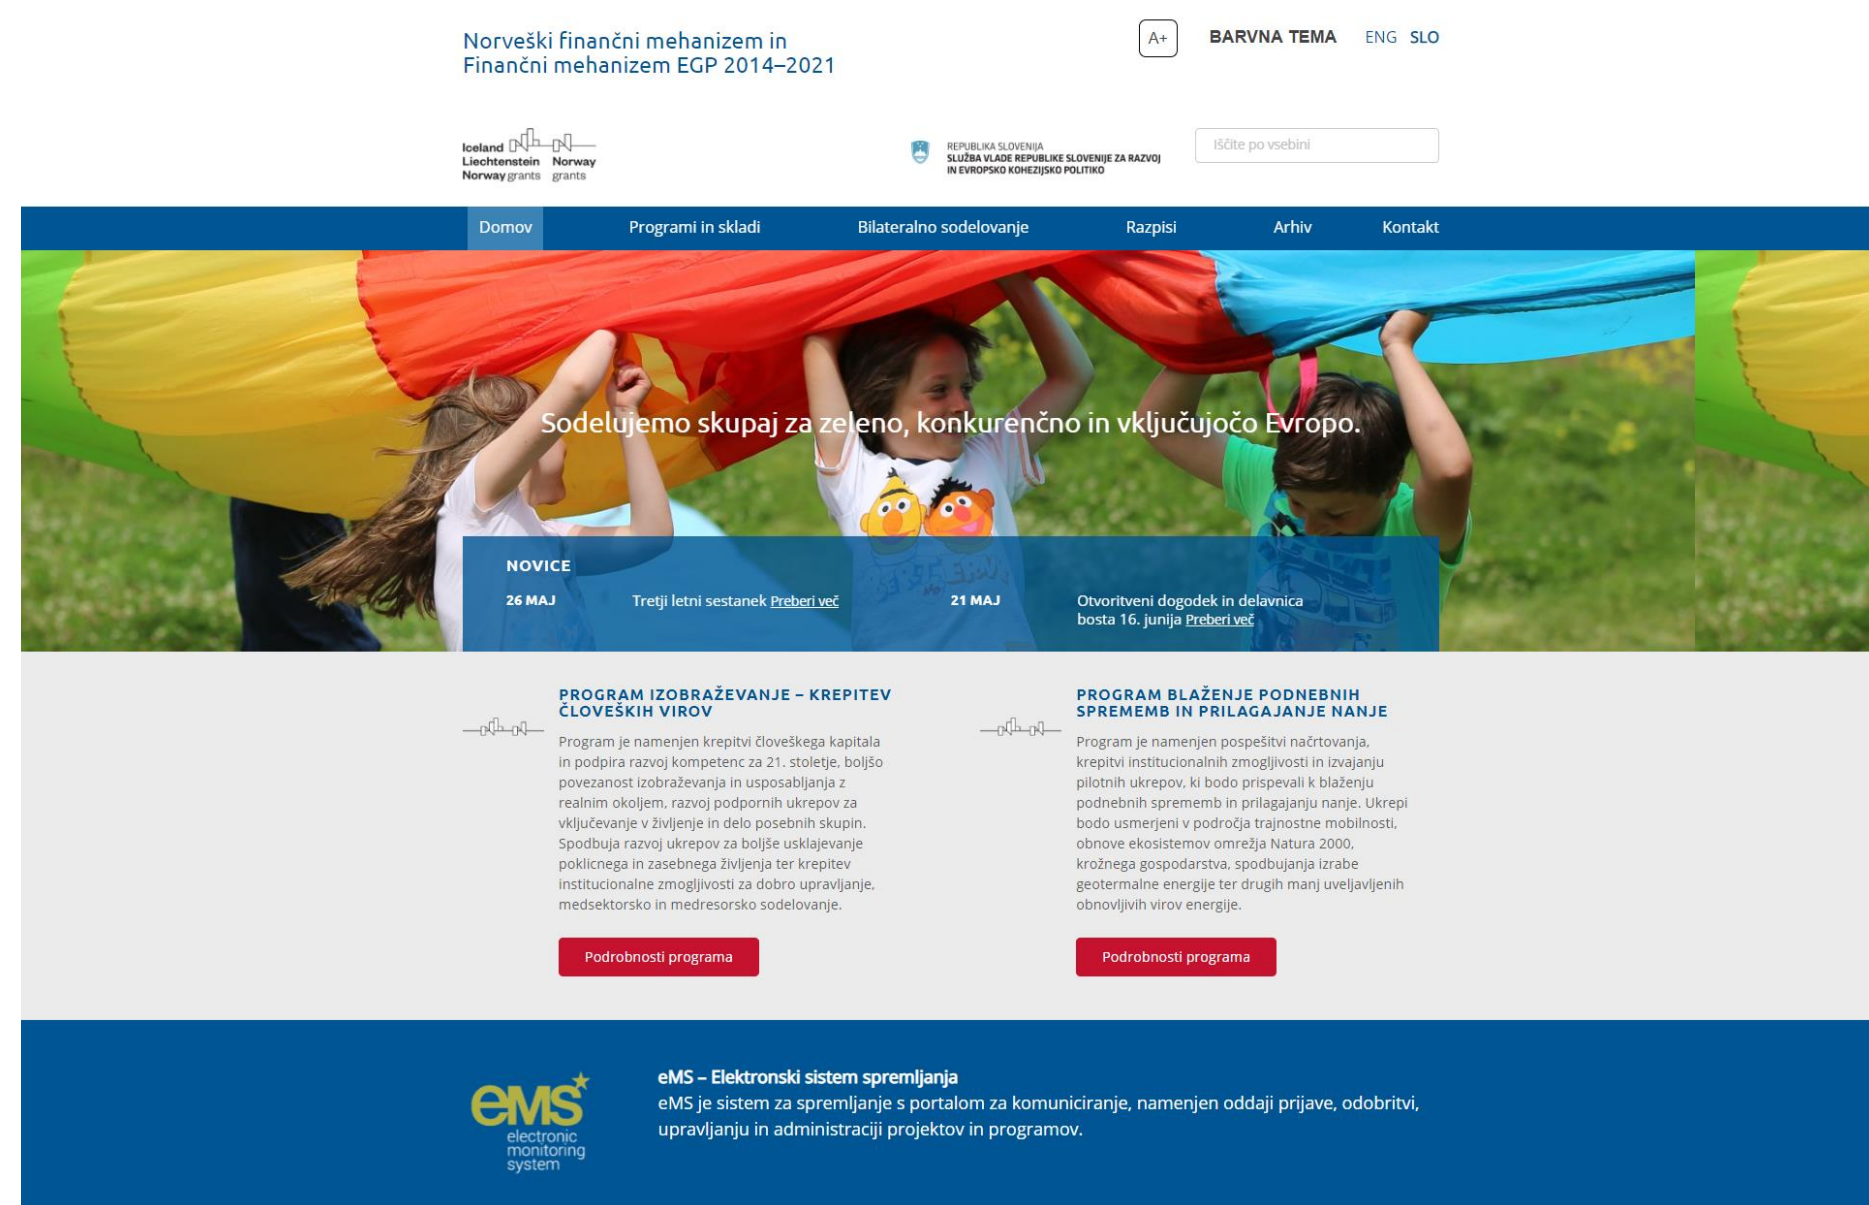 Norveški finančni mehanizem in
Finančni mehanizem EGP 2014–2021
A+
BARVNA TEMA
ENG SLO
Iceland
Liechtenstein Norway
Norway grants grants
REPUBLIKA SLOVENIJA
SLUŽBA VLADE REPUBLIKE SLOVENIJE ZA RAZVOJ
IN EVROPSKO KOHEZIJSKO POLITIKO
Iščite po vsebini
Domov Programi in skladi Bilateralno sodelovanje Razpisi Arhiv Kontakt
Sodelujemo skupaj za zeleno, konkurenčno in vključujočo Evropo.
NOVICE
26 MAJ
Tretji letni sestanek Preberi več
21 MAJ
Otvoritveni dogodek in delavnica
bosta 16. junija Preberi več
PROGRAM IZOBRAŽEVANJE – KREPITEV
ČLOVEŠKIH VIROV
Program je namenjen krepitvi človeškega kapitala
in podpira razvoj kompetenc za 21. stoletje, boljšo
povezanost izobraževanja in usposabljanja z
realnim okoljem, razvoj podpornih ukrepov za
vključevanje v življenje in delo posebnih skupin.
Spodbuja razvoj ukrepov za boljše usklajevanje
poklicnega in zasebnega življenja ter krepitev
institucionalne zmogljivosti za dobro upravljanje,
medsektorsko in medresorsko sodelovanje.
Podrobnosti programa
PROGRAM BLAŽENJE PODNEBNIH
SPREMEMB IN PRILAGAJANJE NANJE
Program je namenjen pospešitvi načrtovanja,
krepitvi institucionalnih zmogljivosti in izvajanju
pilotnih ukrepov, ki bodo prispevali k blaženju
podnebnih sprememb in prilagajanju nanje. Ukrepi
bodo usmerjeni v področja trajnostne mobilnosti,
obnove ekosistemov omrežja Natura 2000,
krožnega gospodarstva, spodbujanja izrabe
geotermalne energije ter drugih manj uveljavljenih
obnovljivih virov energije.
Podrobnosti programa
eMS
electronic
monitoring
system
eMS – Elektronski sistem spremljanja
eMS je sistem za spremljanje s portalom za komuniciranje, namenjen oddaji prijave, odobritvi,
upravljanju in administraciji projektov in programov.